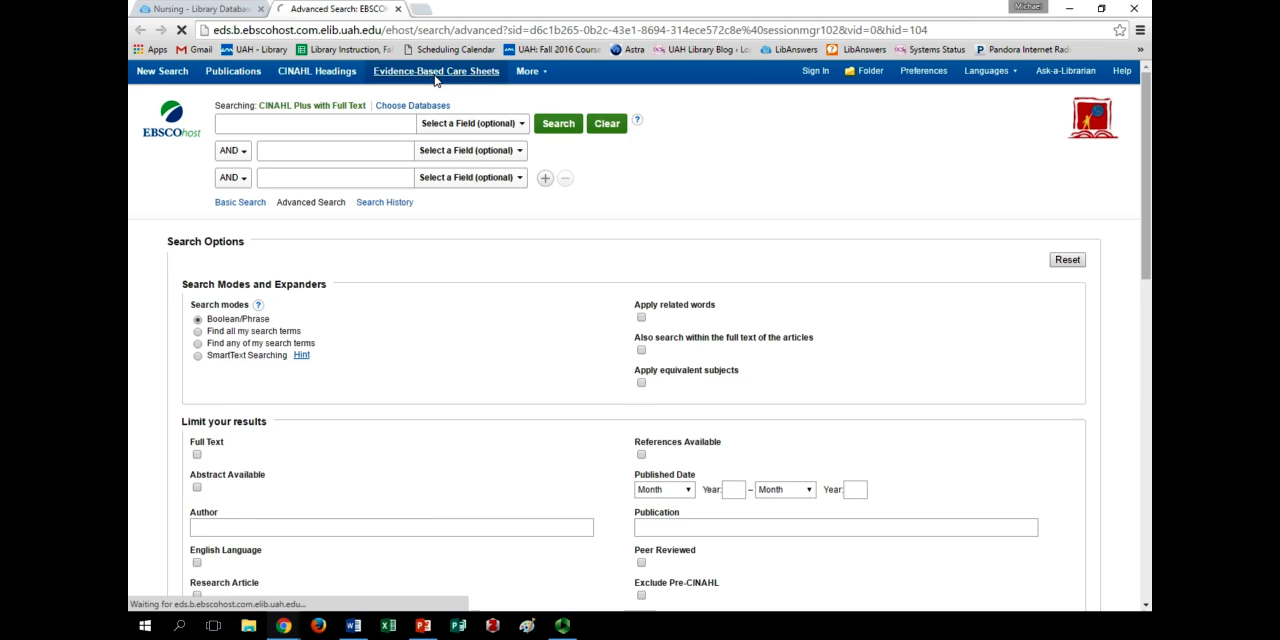 Nursing - Library Databas
Advanced Search: EBSCO
Michael
eds.b.ebscohost.com.elib.uah.edu/ehost/search/advanced?sid=d6c1b265-0b2c-43e1-8694-314ece572c8e%40sessionmgr102&vid=0&hid=104
Apps Gmail UAH - Library Library Instruction, Fal Scheduling Calendar UAH: Fall 2016 Course Astra UAH Library Blog › Lo LibAnswers LibAnswers Systems Status Pandora Internet Radi »
New Search Publications CINAHL Headings Evidence-Based Care Sheets More Sign In Folder Preferences Languages Ask-a-Librarian Help
Searching: CINAHL Plus with Full Text Choose Databases
EBSCOhost
Select a Field (optional) Search Clear ?
AND Select a Field (optional)
AND Select a Field (optional)
Basic Search Advanced Search Search History
Search Options
Reset
Search Modes and Expanders
Search modes ? Apply related words
Boolean/Phrase
Find all my search terms
Find any of my search terms
Also search within the full text of the articles
SmartText Searching Hint
Apply equivalent subjects
Limit your results
Full Text References Available
Abstract Available Published Date
Month Year: – Month Year:
Author Publication
English Language Peer Reviewed
Research Article Exclude Pre-CINAHL
Waiting for eds.b.ebscohost.com.elib.uah.edu...